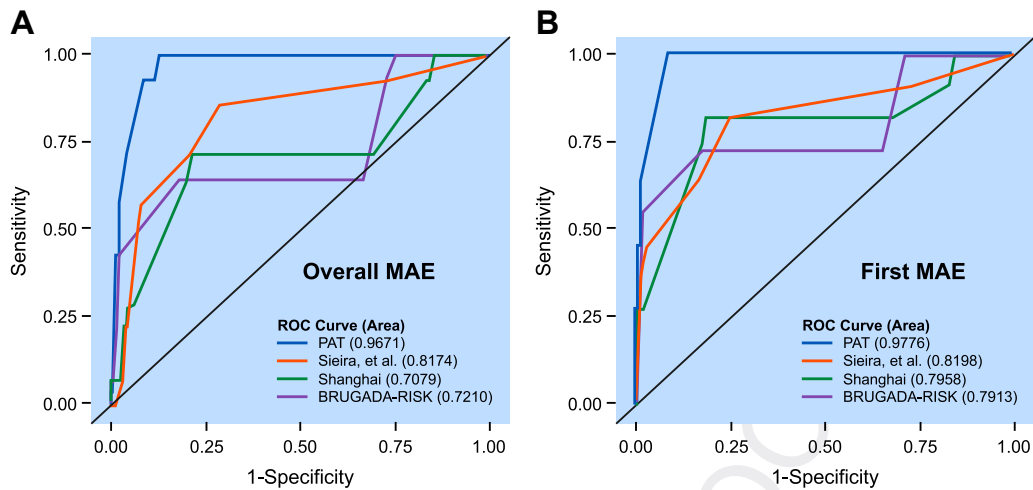 A
1.00
0.75
0.50
0.25
0.00
Sensitivity
Overall MAE
ROC Curve (Area)
PAT (0.9671)
Sieira, et al. (0.8174)
Shanghai (0.7079)
BRUGADA-RISK (0.7210)
0.00 0.25 0.50 0.75 1.00
1-Specificity
B
1.00
0.75
0.50
0.25
0.00
Sensitivity
First MAE
ROC Curve (Area)
PAT (0.9776)
Sieira, et al. (0.8198)
Shanghai (0.7958)
BRUGADA-RISK (0.7913)
0.00 0.25 0.50 0.75 1.00
1-Specificity